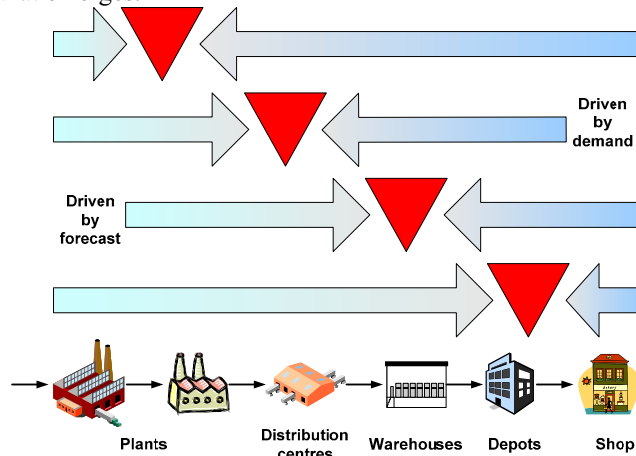 Driven
by
demand
Driven
by
forecast
Plants
Distribution
centres
Warehouses
Depots
Shop